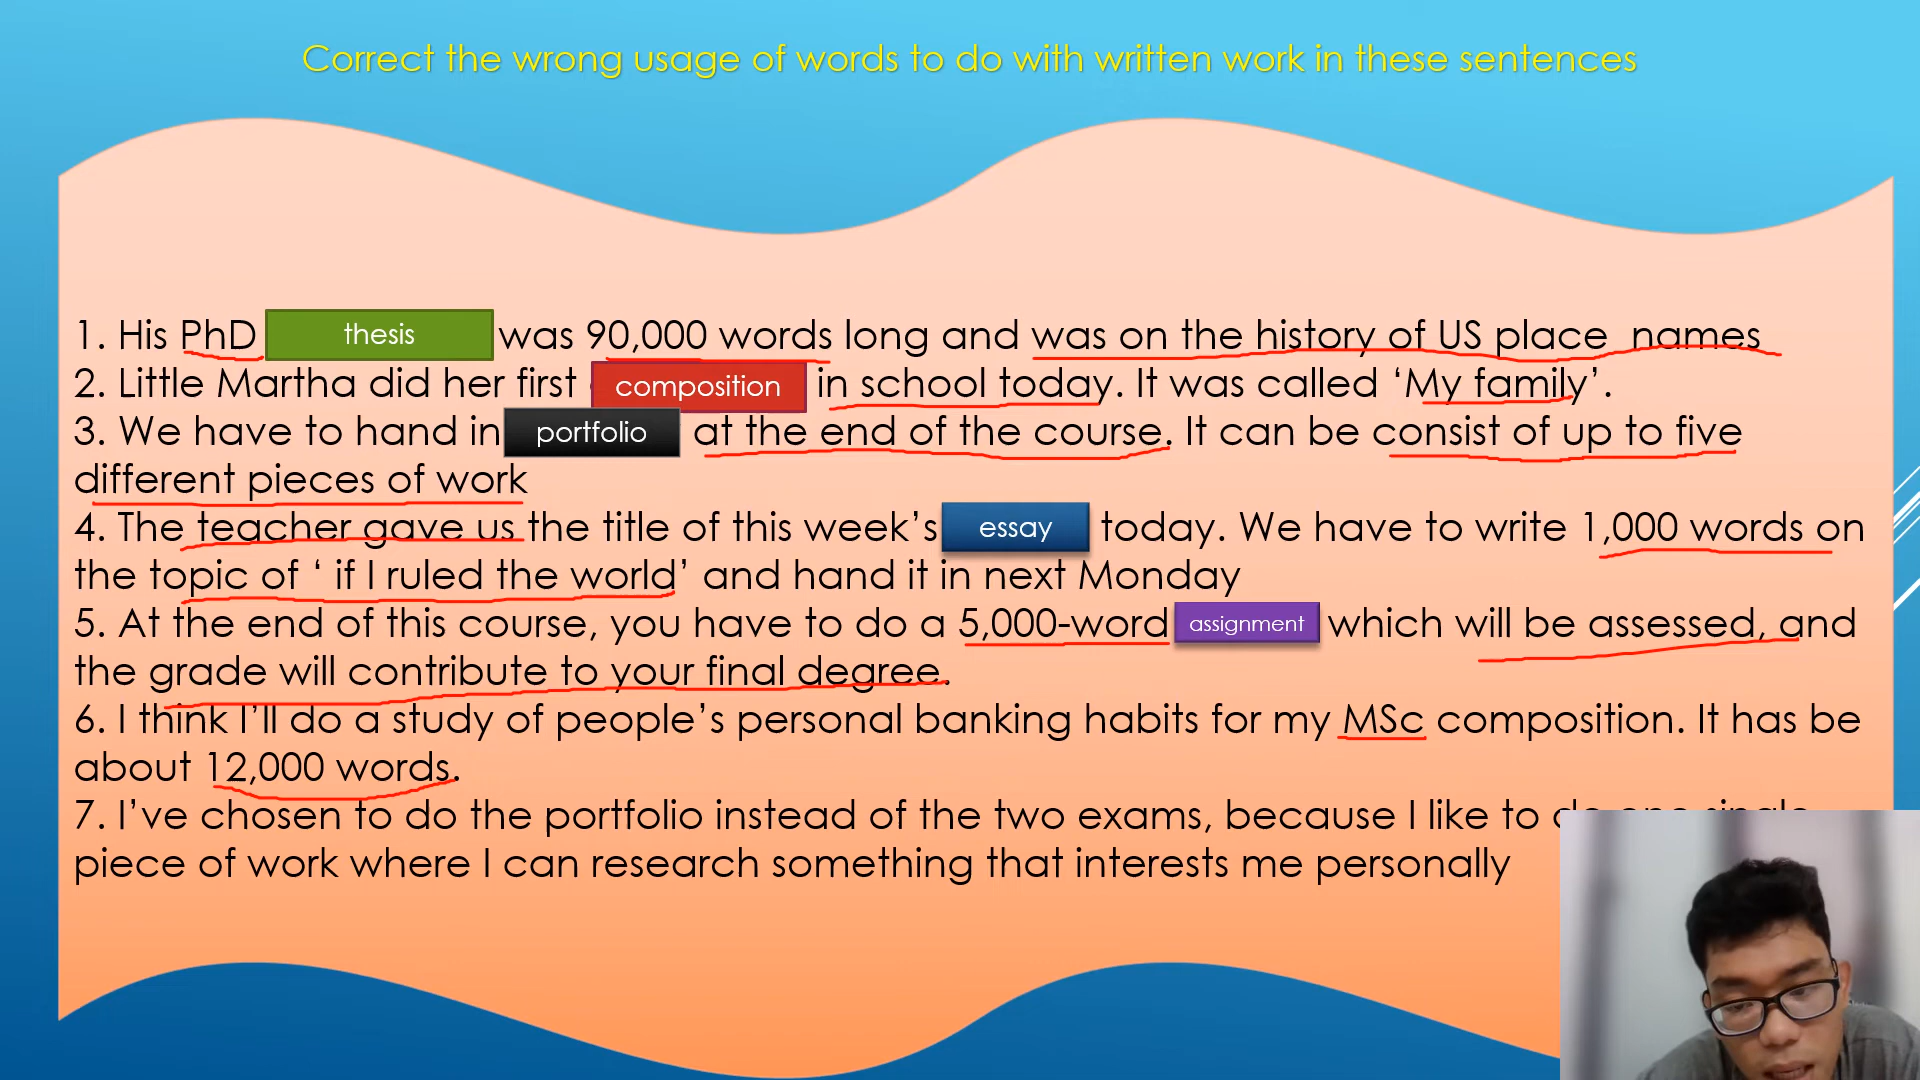 Correct the wrong usage of words to do with written work in these sentences
1. His PhD thesis was 90,000 words long and was on the history of US place names
2. Little Martha did her first composition in school today. It was called ‘My family’.
3. We have to hand in portfolio at the end of the course. It can be consist of up to five
different pieces of work
4. The teacher gave us the title of this week’s essay today. We have to write 1,000 words on
the topic of ‘ if I ruled the world’ and hand it in next Monday
5. At the end of this course, you have to do a 5,000-word assignment which will be assessed, and
the grade will contribute to your final degree.
6. I think I’ll do a study of people’s personal banking habits for my MSc composition. It has be
about 12,000 words.
7. I’ve chosen to do the portfolio instead of the two exams, because I like to
piece of work where I can research something that interests me personally